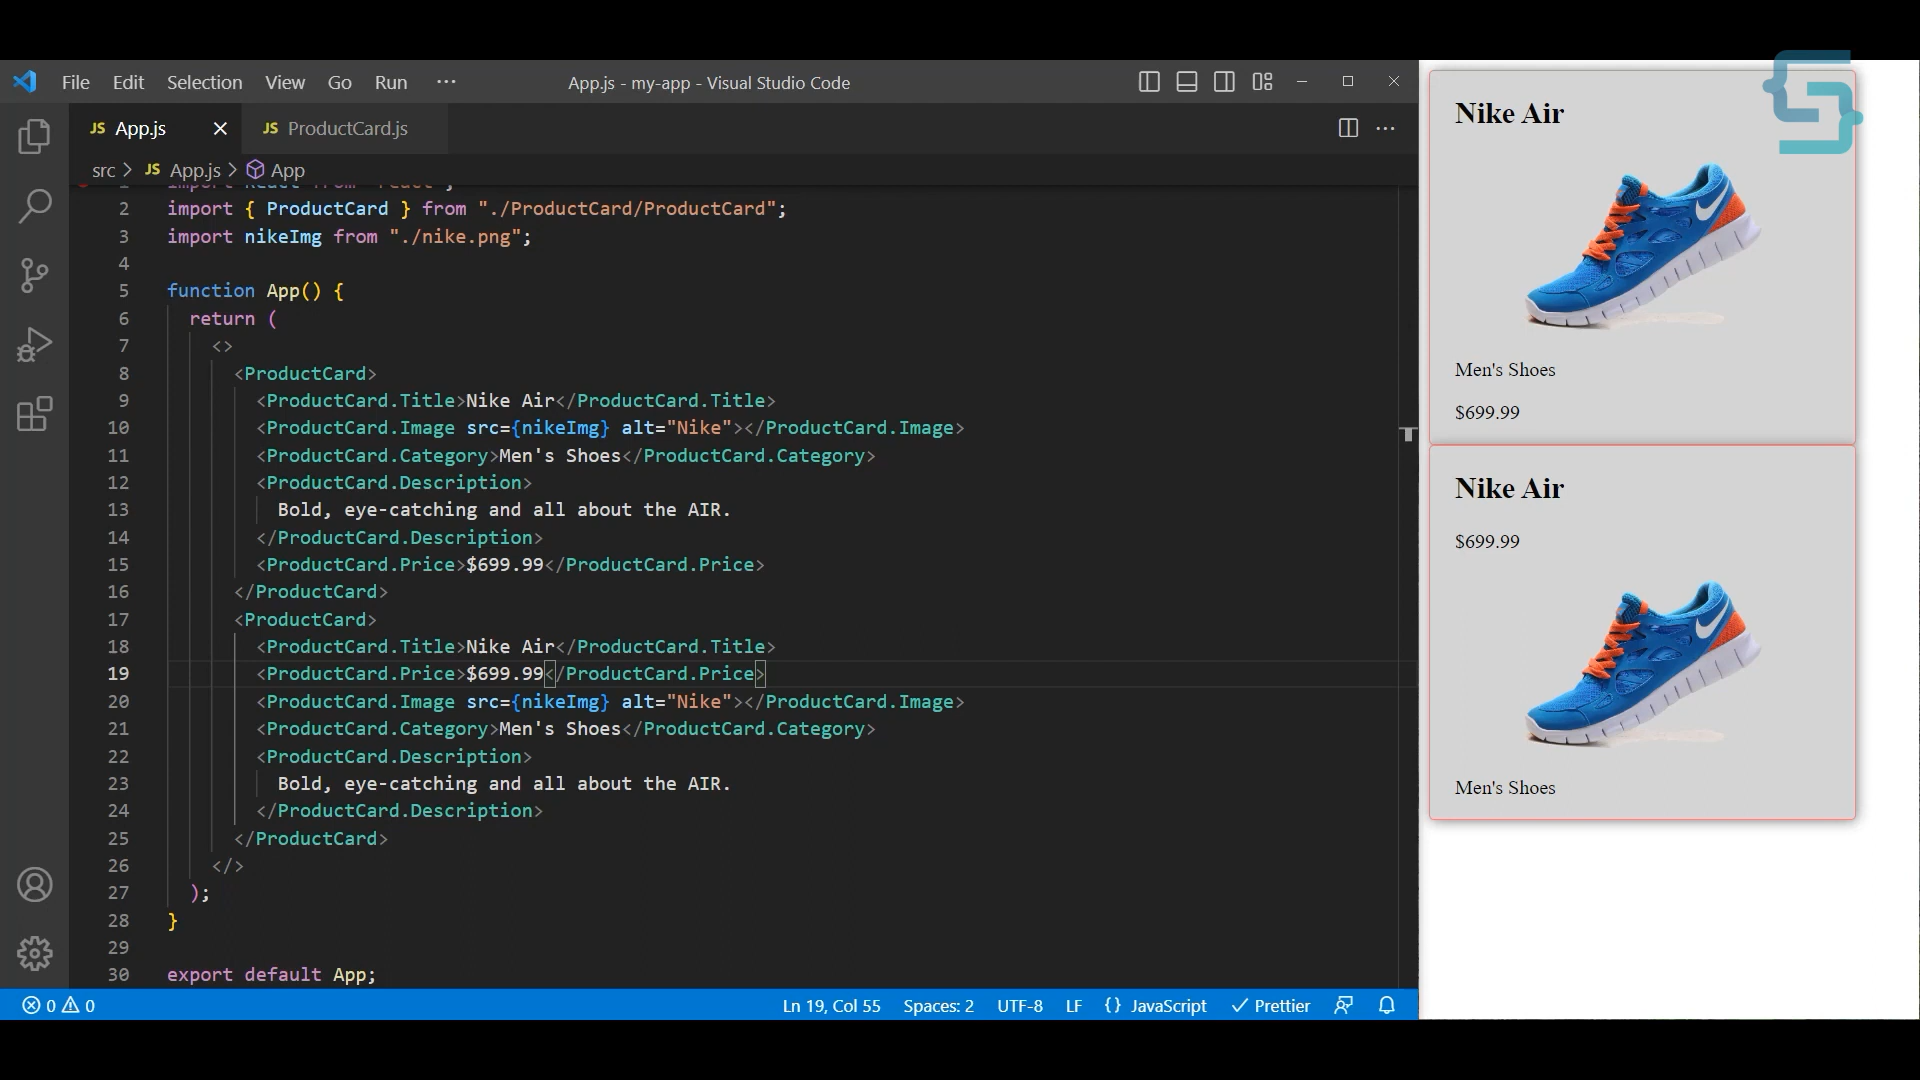 File Edit Selection View Go Run ··· App.js - my-app - Visual Studio Code
JS App.js JS ProductCard.js
src > JS App.js > App
1 import React from "react";
2 import { ProductCard } from "./ProductCard/ProductCard";
3 import nikeImg from "./nike.png";
4
5 function App() {
6 return (
7 <>
8 <ProductCard>
9 <ProductCard.Title>Nike Air</ProductCard.Title>
10 <ProductCard.Image src={nikeImg} alt="Nike"></ProductCard.Image>
11 <ProductCard.Category>Men's Shoes</ProductCard.Category>
12 <ProductCard.Description>
13 Bold, eye-catching and all about the AIR.
14 </ProductCard.Description>
15 <ProductCard.Price>$699.99</ProductCard.Price>
16 </ProductCard>
17 <ProductCard>
18 <ProductCard.Title>Nike Air</ProductCard.Title>
19 <ProductCard.Price>$699.99</ProductCard.Price>
20 <ProductCard.Image src={nikeImg} alt="Nike"></ProductCard.Image>
21 <ProductCard.Category>Men's Shoes</ProductCard.Category>
22 <ProductCard.Description>
23 Bold, eye-catching and all about the AIR.
24 </ProductCard.Description>
25 </ProductCard>
26 </>
27 );
28 }
29
30 export default App;
0 0 Ln 19, Col 55 Spaces: 2 UTF-8 LF {} JavaScript Prettier
Nike Air
Men's Shoes
$699.99
Nike Air
$699.99
Men's Shoes